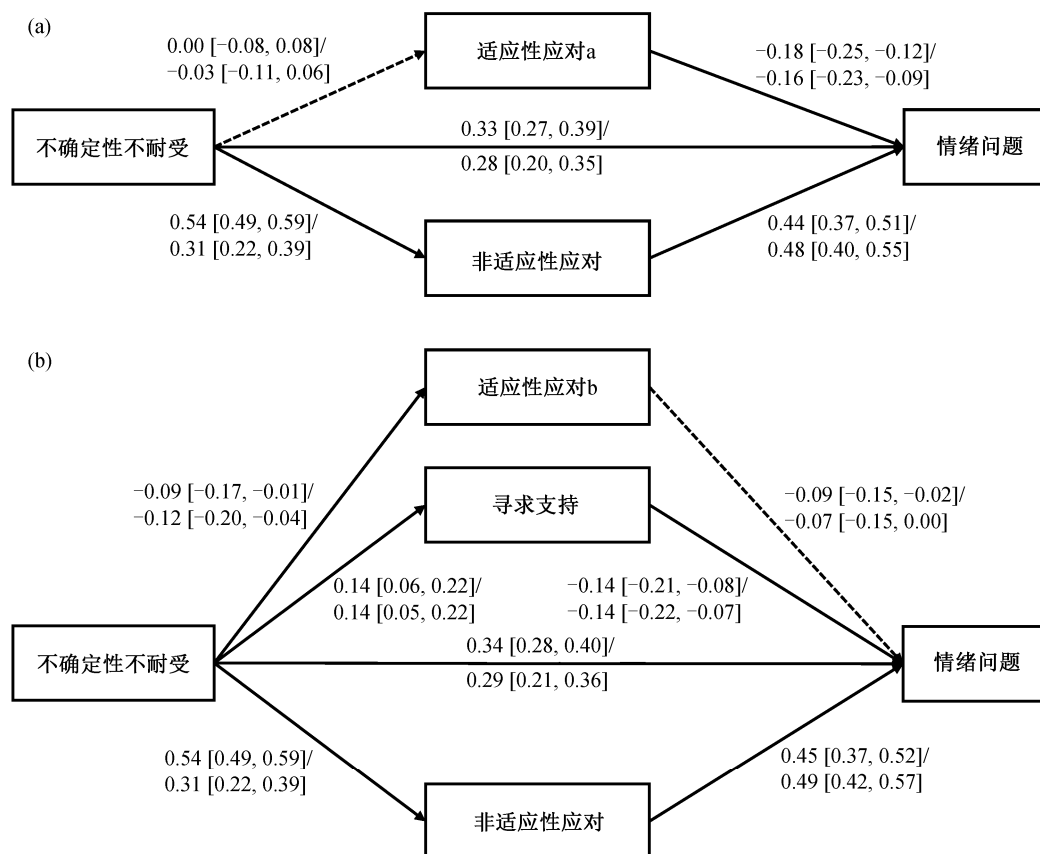 (a)
0.00 [−0.08, 0.08]/
−0.03 [−0.11, 0.06]
适应性应对a
−0.18 [−0.25, −0.12]/
−0.16 [−0.23, −0.09]
不确定性不耐受
0.33 [0.27, 0.39]/
0.28 [0.20, 0.35]
情绪问题
0.54 [0.49, 0.59]/
0.31 [0.22, 0.39]
非适应性应对
0.44 [0.37, 0.51]/
0.48 [0.40, 0.55]
(b)
适应性应对b
−0.09 [−0.17, −0.01]/
−0.12 [−0.20, −0.04]
寻求支持
−0.09 [−0.15, −0.02]/
−0.07 [−0.15, 0.00]
0.14 [0.06, 0.22]/
0.14 [0.05, 0.22]
−0.14 [−0.21, −0.08]/
−0.14 [−0.22, −0.07]
不确定性不耐受
0.34 [0.28, 0.40]/
0.29 [0.21, 0.36]
情绪问题
0.54 [0.49, 0.59]/
0.31 [0.22, 0.39]
非适应性应对
0.45 [0.37, 0.52]/
0.49 [0.42, 0.57]